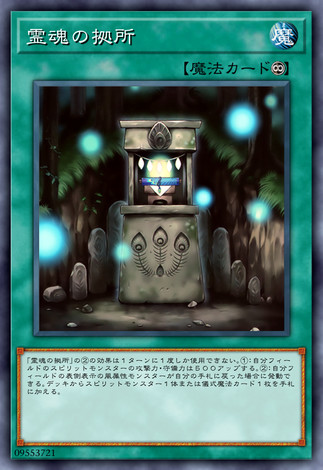 霊魂の拠所
魔
【魔法カード】
「霊魂の拠所」の②の効果は１ターンに１度しか使用できない。①：自分フィー
ルドのスピリットモンスターの攻撃力・守備力は５００アップする。②：自分フ
ィールドの表側表示の風属性モンスターが自分の手札に戻った場合に発動で
きる。デッキからスピリットモンスター１体または儀式魔法カード１枚を手札
に加える。
09553721